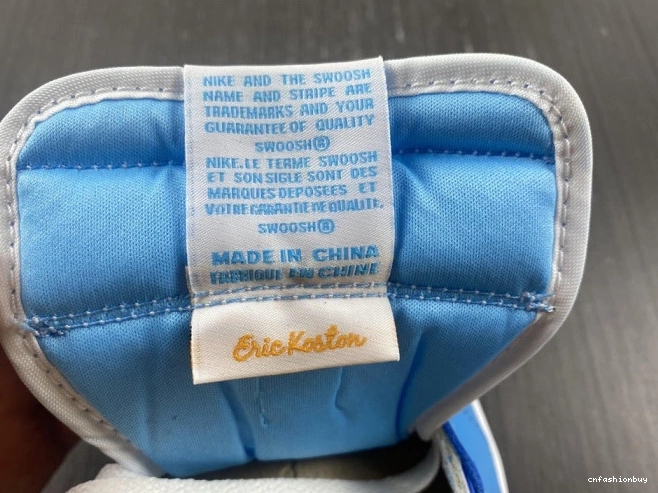 NIKE AND THE SWOOSH
NAME AND STRIPE ARE
TRADEMARKS AND YOUR
GUARANTEE OF QUALITY
SWOOSH®
NIKE.LE TERME SWOOSH
ET SON SIGLE SONT DES
MARQUES DEPOSEES ET
VOTRE GARANTIE DE QUALITE.
SWOOSH®
MADE IN CHINA
FABRIQUE EN CHINE
Eric Koston
cnfashionbuy